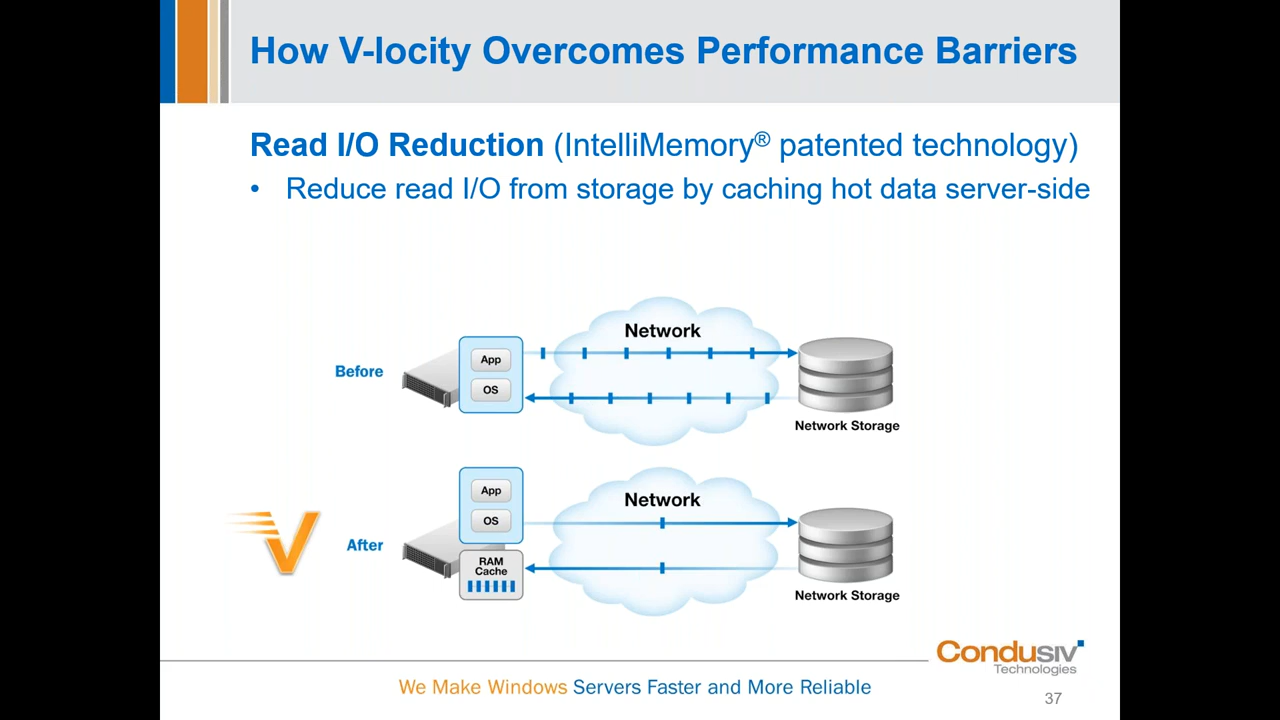 How V-locity Overcomes Performance Barriers
Read I/O Reduction (IntelliMemory® patented technology)
• Reduce read I/O from storage by caching hot data server-side
Network
Before
App
OS
Network Storage
Network
After
App
OS
RAM
Cache
Network Storage
V
Condusiv
Technologies
We Make Windows Servers Faster and More Reliable
37